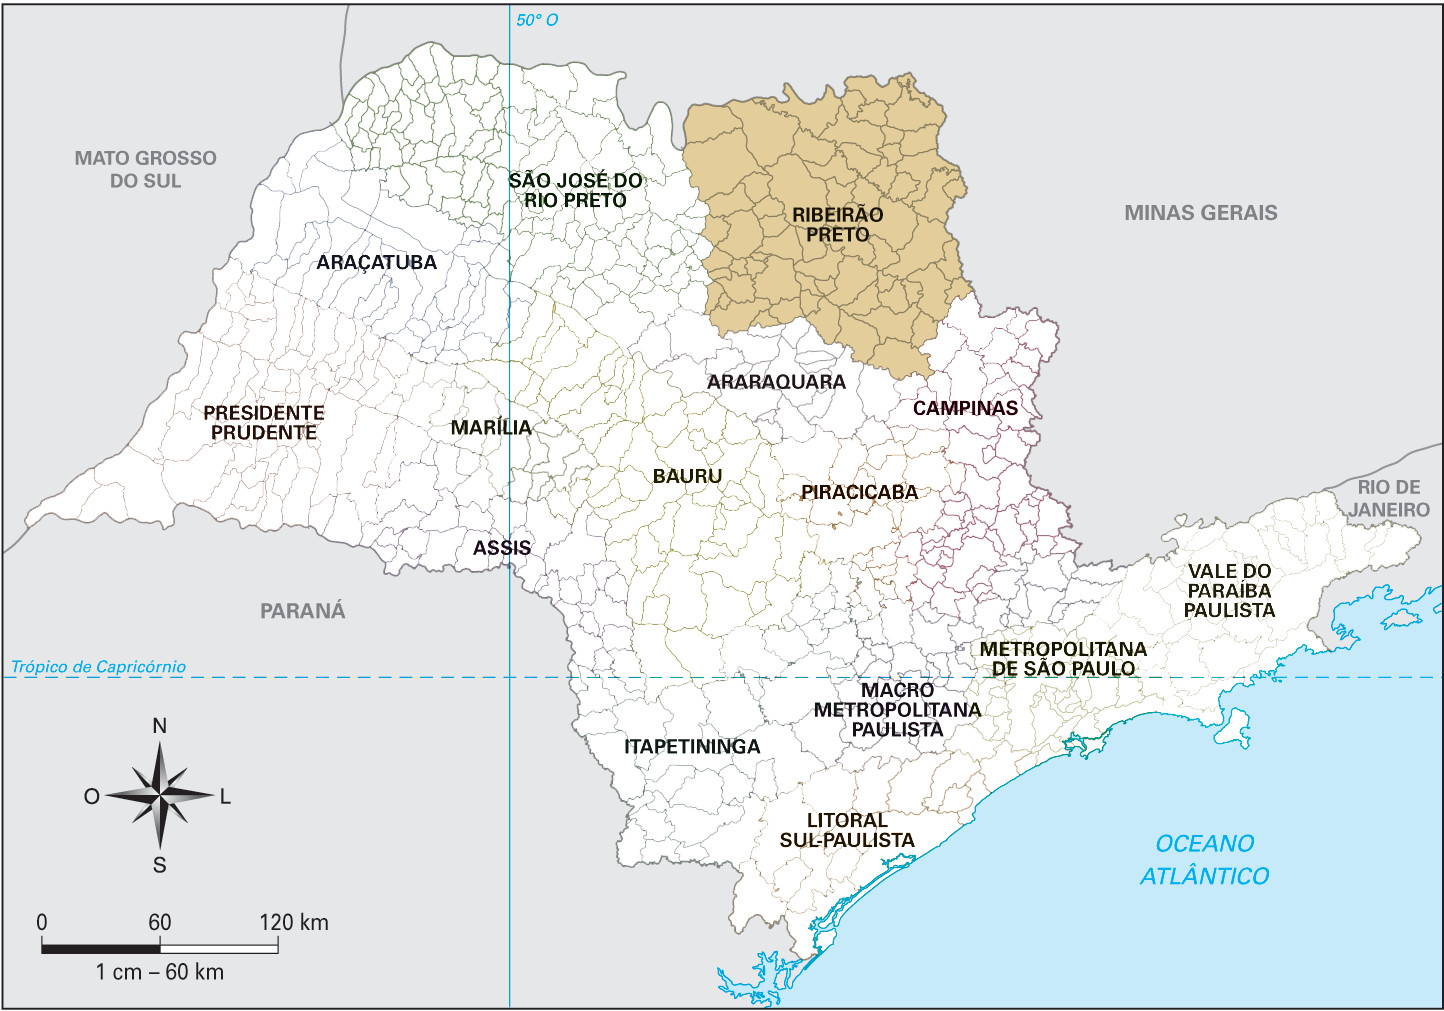 50° O
MATO GROSSO
DO SUL
SÃO JOSÉ DO
RIO PRETO
RIBEIRÃO
PRETO
MINAS GERAIS
ARAÇATUBA
ARARAQUARA
CAMPINAS
PRESIDENTE
PRUDENTE
MARÍLIA
BAURU
PIRACICABA
RIO DE
JANEIRO
ASSIS
VALE DO
PARAÍBA
PAULISTA
PARANÁ
METROPOLITANA
DE SÃO PAULO
Trópico de Capricórnio
MACRO
METROPOLITANA
PAULISTA
ITAPETININGA
N
O
L
S
LITORAL
SUL-PAULISTA
OCEANO
ATLÂNTICO
0 60 120 km
1 cm – 60 km